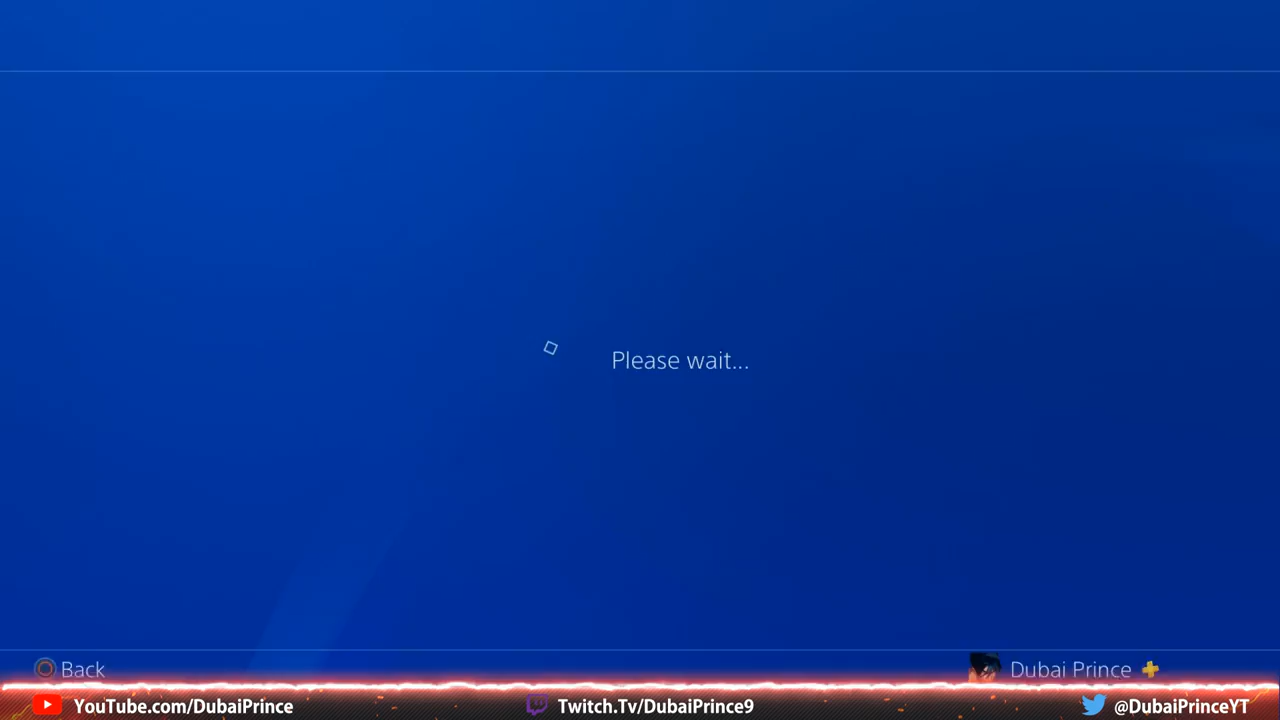 Please wait...
Back
Dubai Prince
YouTube.com/DubaiPrince
Twitch.Tv/DubaiPrince9
@DubaiPrinceYT